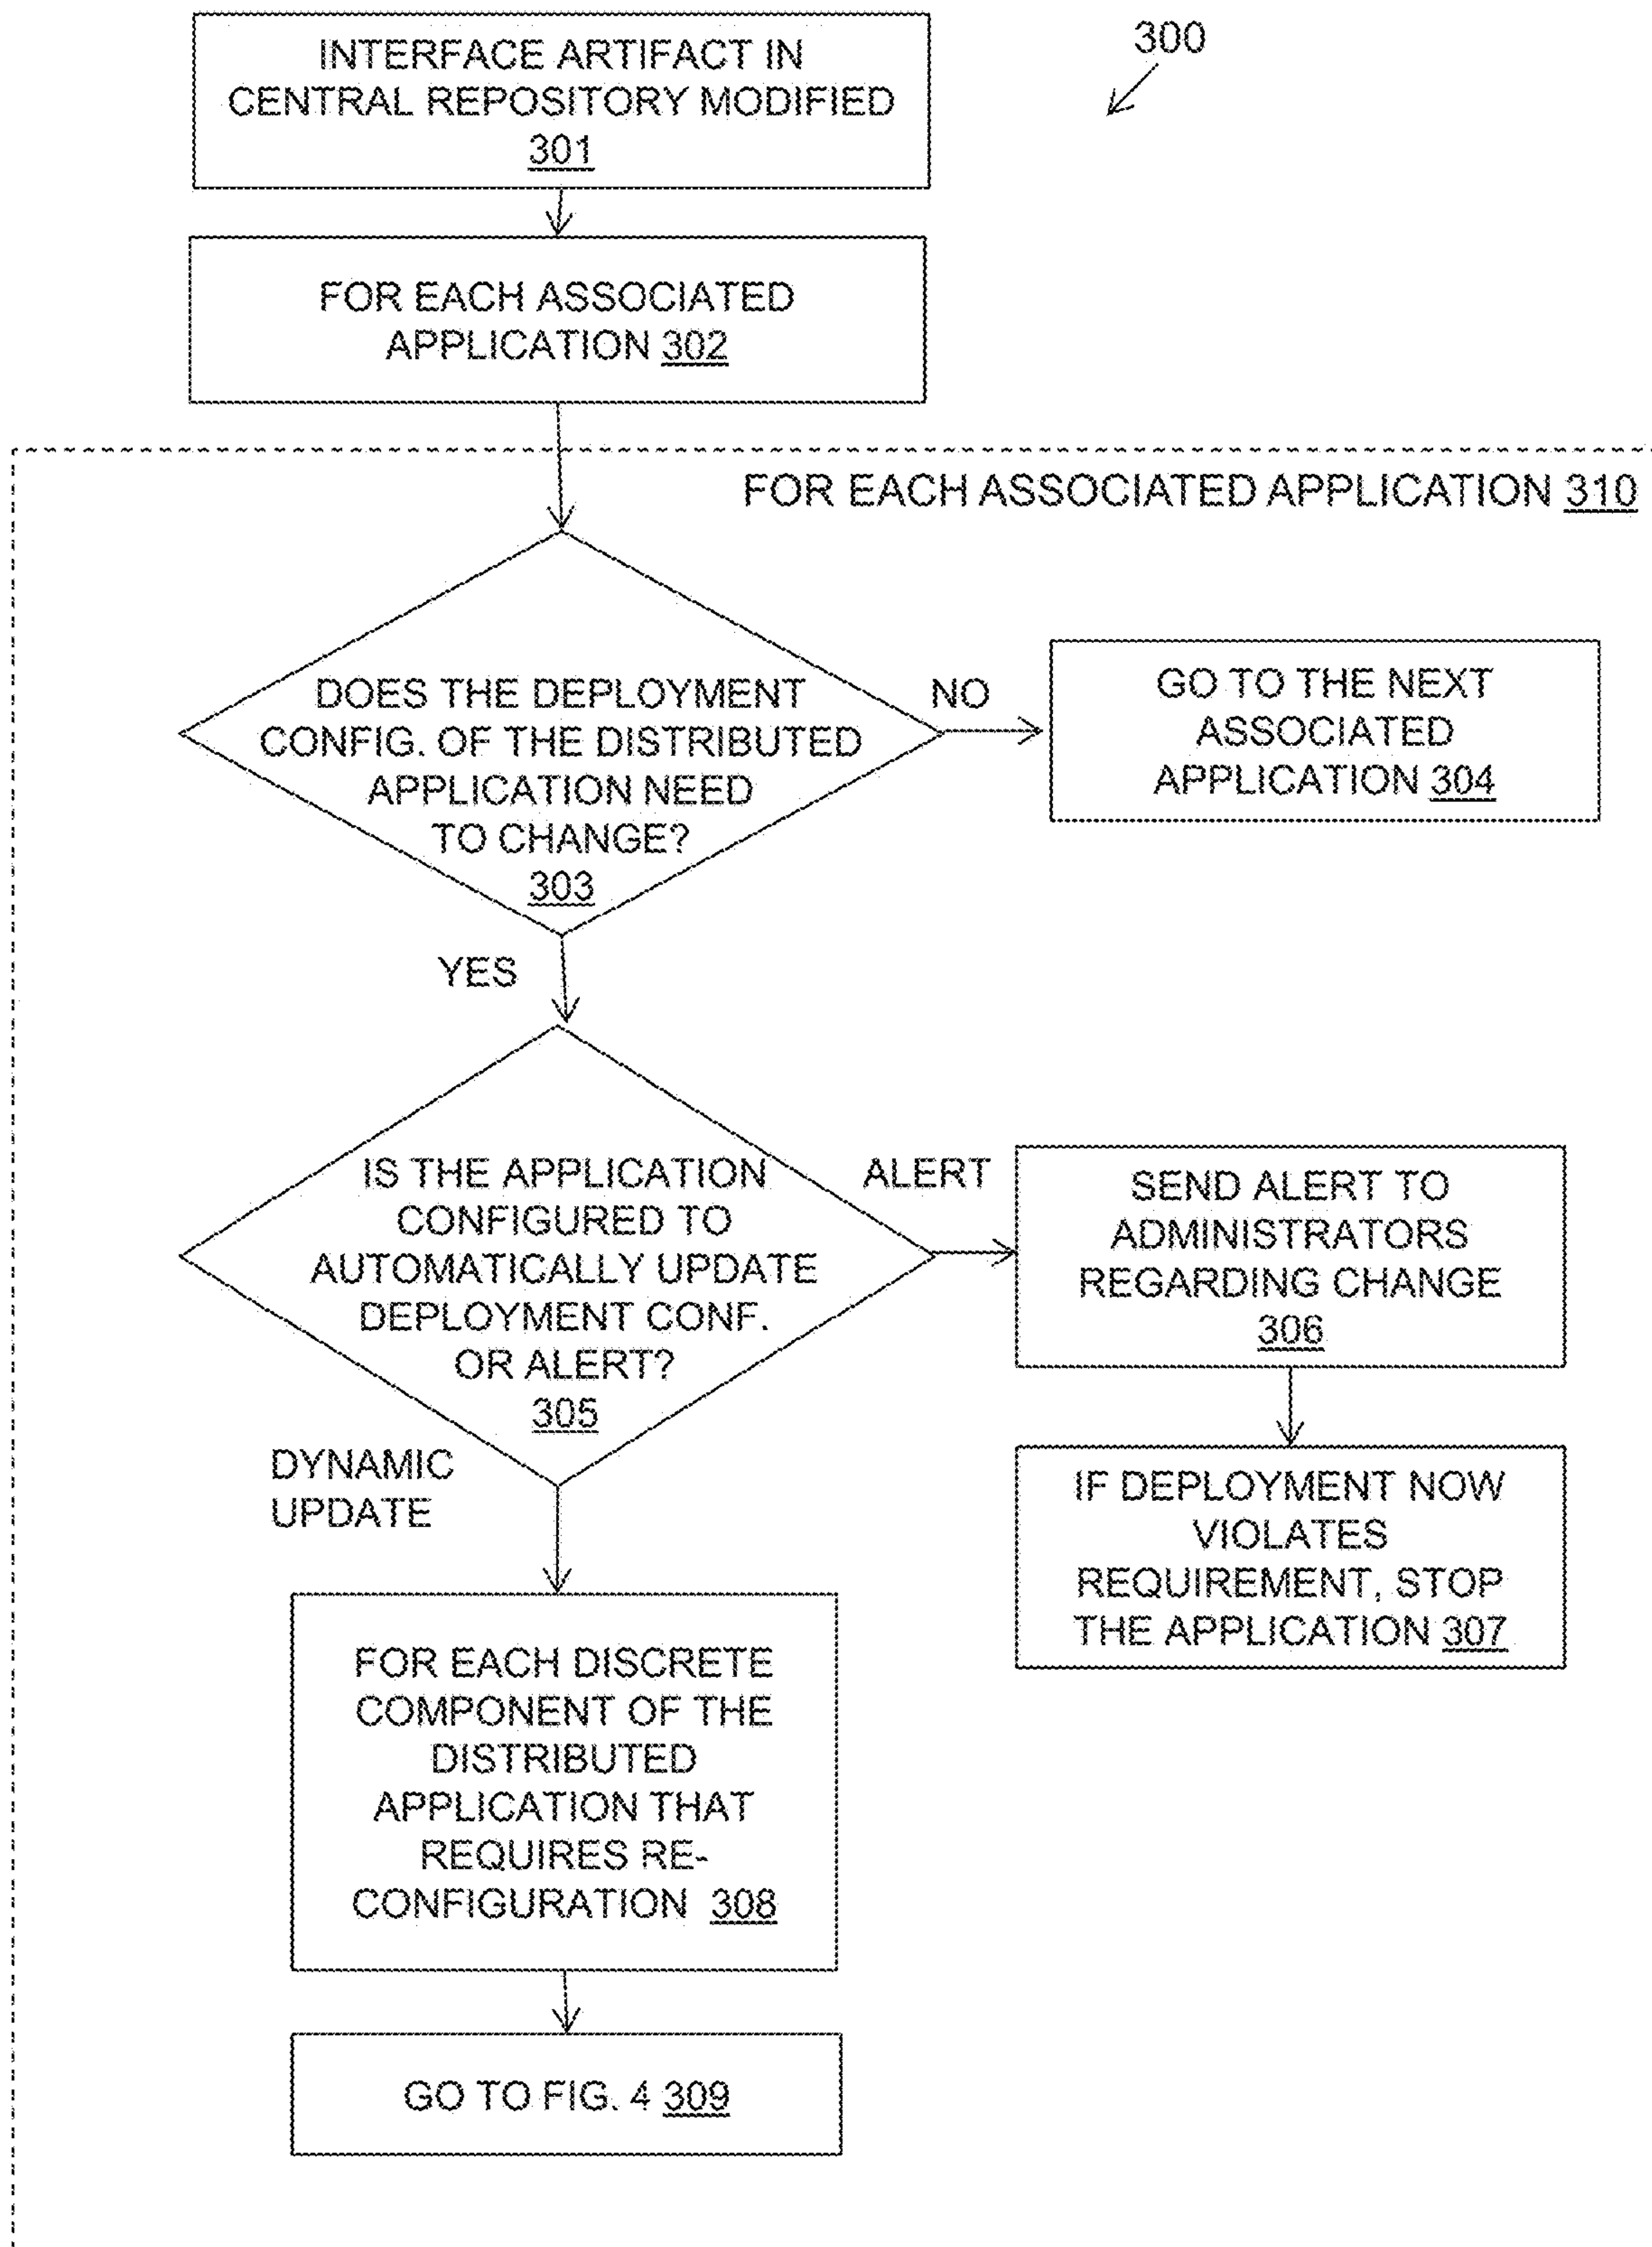 300
INTERFACE ARTIFACT IN
CENTRAL REPOSITORY MODIFIED
301
FOR EACH ASSOCIATED
APPLICATION 302
FOR EACH ASSOCIATED APPLICATION 310
DOES THE DEPLOYMENT
CONFIG. OF THE DISTRIBUTED
APPLICATION NEED
TO CHANGE?
303
NO
GO TO THE NEXT
ASSOCIATED
APPLICATION 304
YES
IS THE APPLICATION
CONFIGURED TO
AUTOMATICALLY UPDATE
DEPLOYMENT CONF.
OR ALERT?
305
ALERT
SEND ALERT TO
ADMINISTRATORS
REGARDING CHANGE
306
IF DEPLOYMENT NOW
VIOLATES
REQUIREMENT, STOP
THE APPLICATION 307
DYNAMIC
UPDATE
FOR EACH DISCRETE
COMPONENT OF THE
DISTRIBUTED
APPLICATION THAT
REQUIRES RE-
CONFIGURATION 308
GO TO FIG. 4 309